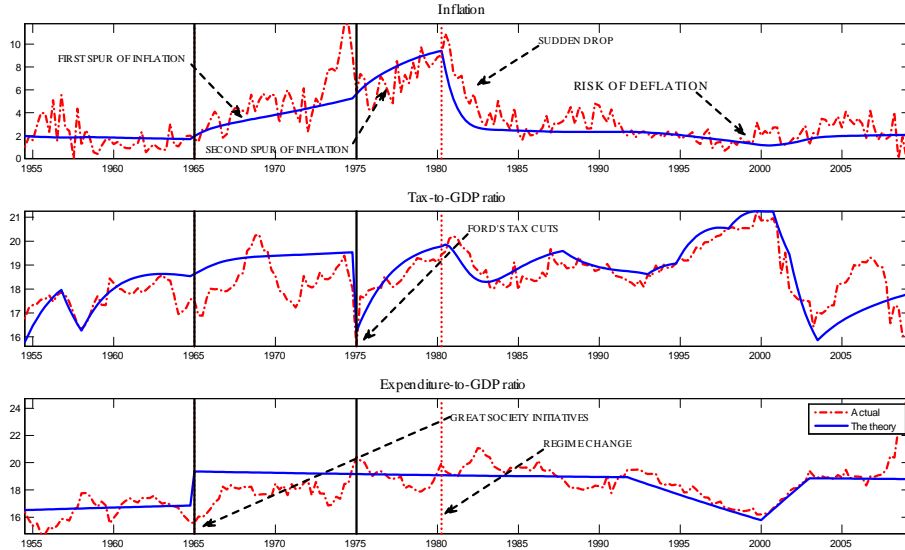 Inflation
10
8
6
4
2
0
FIRST SPUR OF INFLATION
SECOND SPUR OF INFLATION
SUDDEN DROP
RISK OF DEFLATION
1955 1960 1965 1970 1975 1980 1985 1990 1995 2000 2005
Tax-to-GDP ratio
21
20
19
18
17
16
FORD'S TAX CUTS
1955 1960 1965 1970 1975 1980 1985 1990 1995 2000 2005
Expenditure-to-GDP ratio
24
22
20
18
16
GREAT SOCIETY INITIATIVES
REGIME CHANGE
Actual
The theory
1955 1960 1965 1970 1975 1980 1985 1990 1995 2000 2005